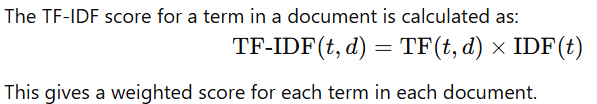 The TF-IDF score for a term in a document is calculated as:
TF-IDF(t, d) = TF(t, d) × IDF(t)
This gives a weighted score for each term in each document.